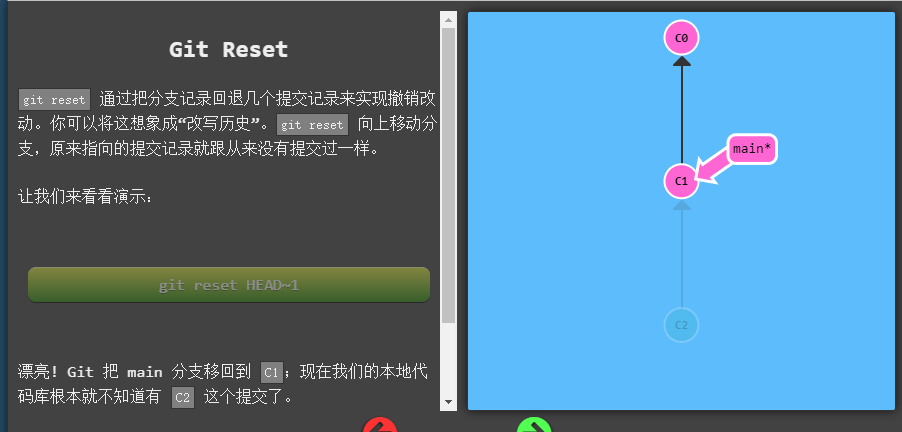 Git Reset
git reset 通过把分支记录回退几个提交记录来实现撤销改
动。你可以将这想象成“改写历史”。git reset 向上移动分
支，原来指向的提交记录就跟从来没有提交过一样。
让我们来看看演示：
git reset HEAD~1
漂亮! Git 把 main 分支移回到 C1；现在我们的本地代
码库根本就不知道有 C2 这个提交了。
C0
main*
C1
C2